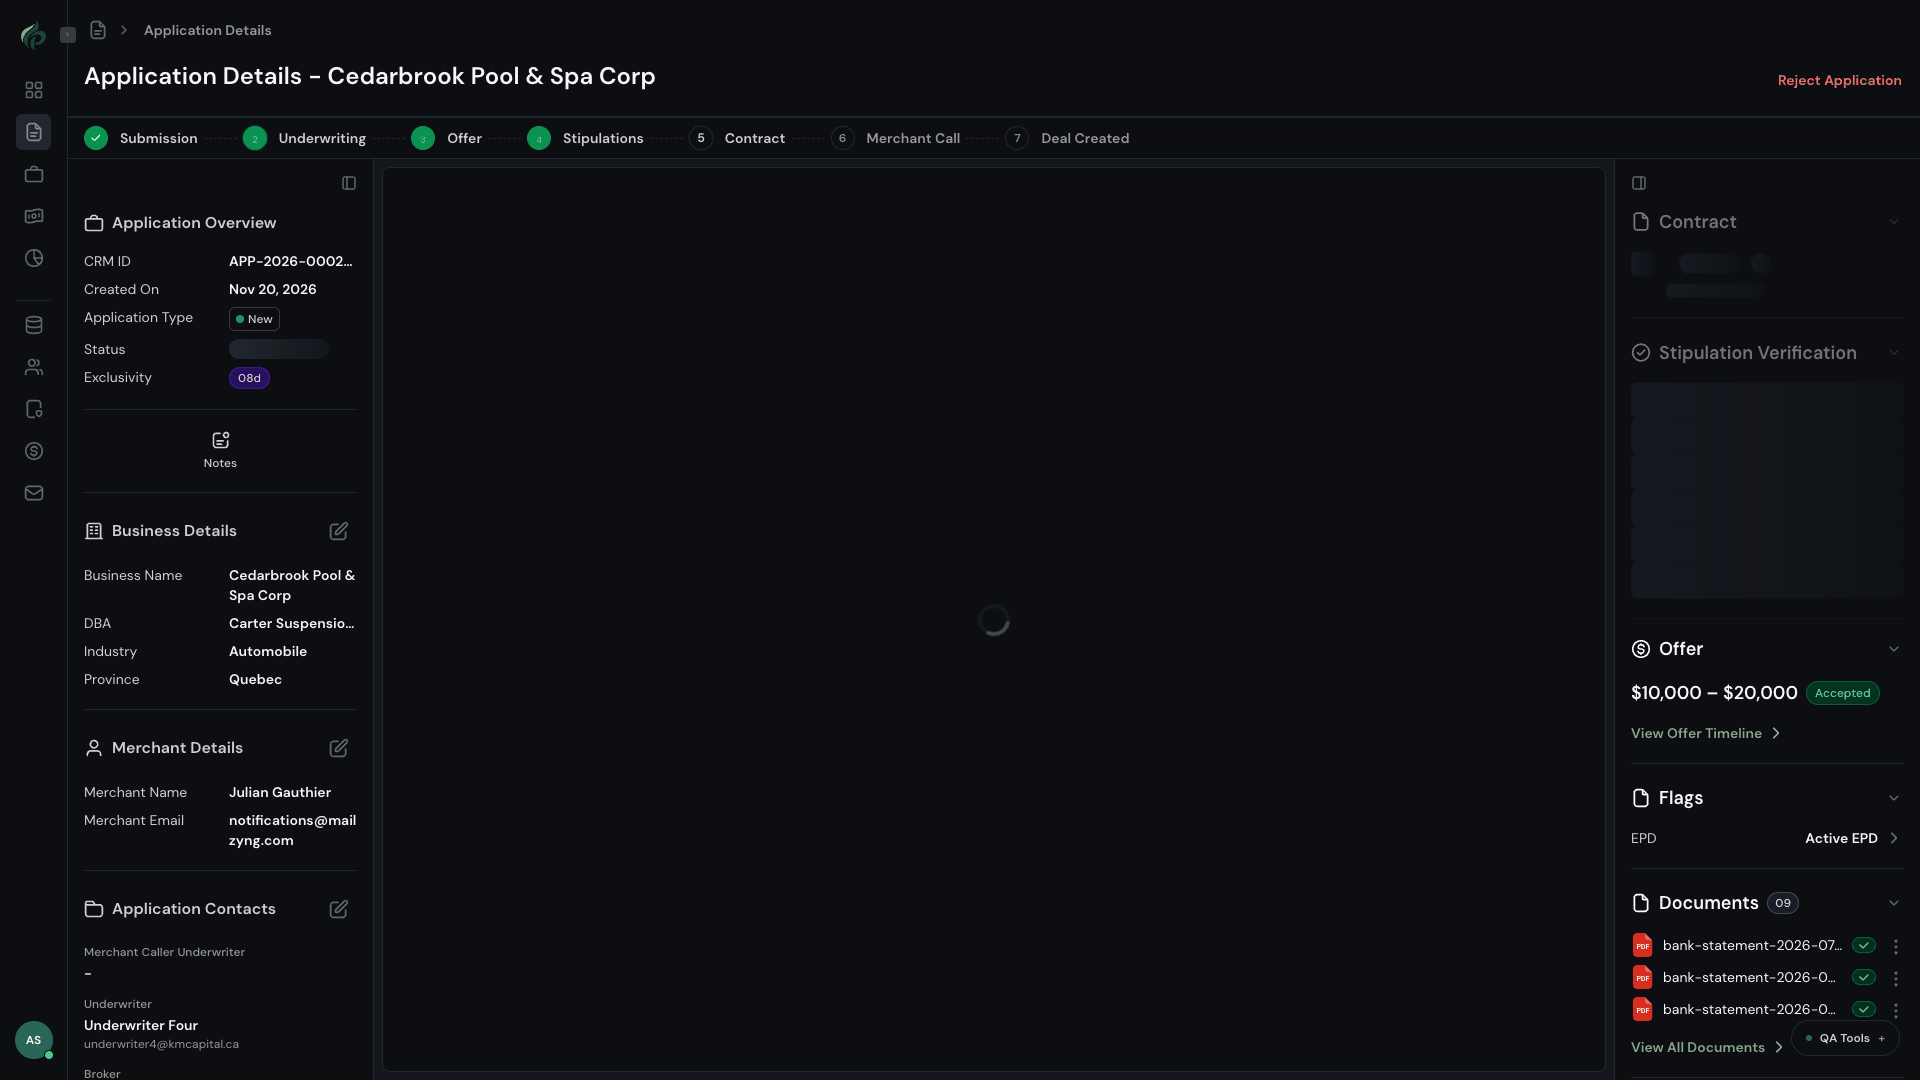 Application Details
Application Details – Cedarbrook Pool & Spa Corp
Reject Application
Submission
2 Underwriting
3 Offer
4 Stipulations
5 Contract
6 Merchant Call
7 Deal Created
Application Overview
CRM ID APP-2026-0002...
Created On Nov 20, 2026
Application Type New
Status
Exclusivity 08d
Notes
Business Details
Business Name Cedarbrook Pool &
Spa Corp
DBA Carter Suspensio...
Industry Automobile
Province Quebec
Merchant Details
Merchant Name Julian Gauthier
Merchant Email notifications@mail
zyng.com
Application Contacts
Merchant Caller Underwriter
-
Underwriter
Underwriter Four
underwriter4@kmcapital.ca
Broker
AS
Contract
Stipulation Verification
Offer
$10,000 – $20,000 Accepted
View Offer Timeline
Flags
EPD Active EPD
Documents 09
PDF bank-statement-2026-07...
PDF bank-statement-2026-0...
PDF bank-statement-2026-0...
View All Documents
QA Tools +